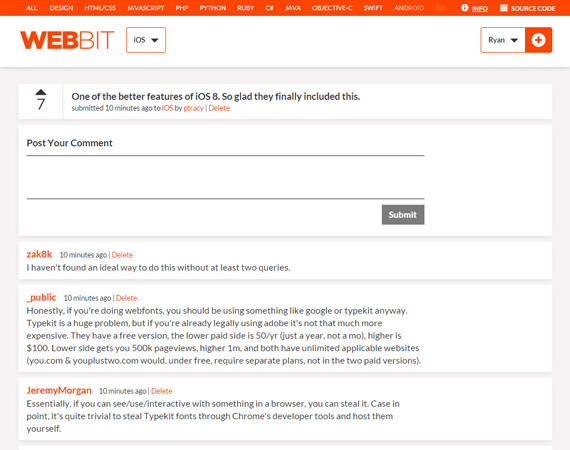 ALL DESIGN HTML/CSS JAVASCRIPT PHP PYTHON RUBY C# JAVA OBJECTIVE-C SWIFT ANDROID IOS INFO SOURCE CODE
WEBBIT iOS Ryan
7 One of the better features of iOS 8. So glad they finally included this.
submitted 10 minutes ago to iOS by ptracy | Delete
Post Your Comment
Submit
zak8k 10 minutes ago | Delete
I haven't found an ideal way to do this without at least two queries.
_public 10 minutes ago | Delete
Honestly, if you're doing webfonts, you should be using something like google or typekit anyway.
Typekit is a huge problem, but if you're already legally using adobe it's not that much more
expensive. They have a free version, the lower paid side is 50/yr (just a year, not a mo), higher is
$100. Lower side gets you 500k pageviews, higher 1m, and both have unlimited applicable websites
(you.com & youplustwo.com would, under free, require separate plans, not in the two paid versions).
JeremyMorgan 10 minutes ago | Delete
Essentially, if you can see/use/interactive with something in a browser, you can steal it. Case in
point, it's quite trivial to steal Typekit fonts through Chrome's developer tools and host them
yourself.